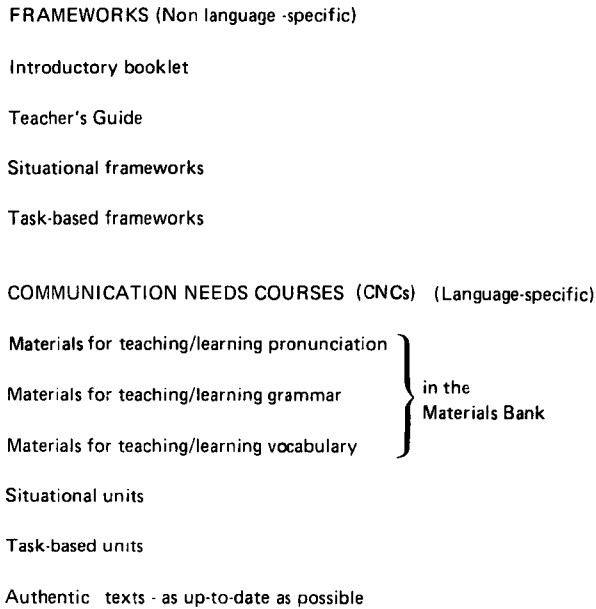 FRAMEWORKS (Non language -specific)
Introductory booklet
Teacher's Guide
Situational frameworks
Task-based frameworks
COMMUNICATION NEEDS COURSES (CNCs) (Language-specific)
Materials for teaching/learning pronunciation
Materials for teaching/learning grammar
Materials for teaching/learning vocabulary
in the
Materials Bank
Situational units
Task-based units
Authentic texts - as up-to-date as possible